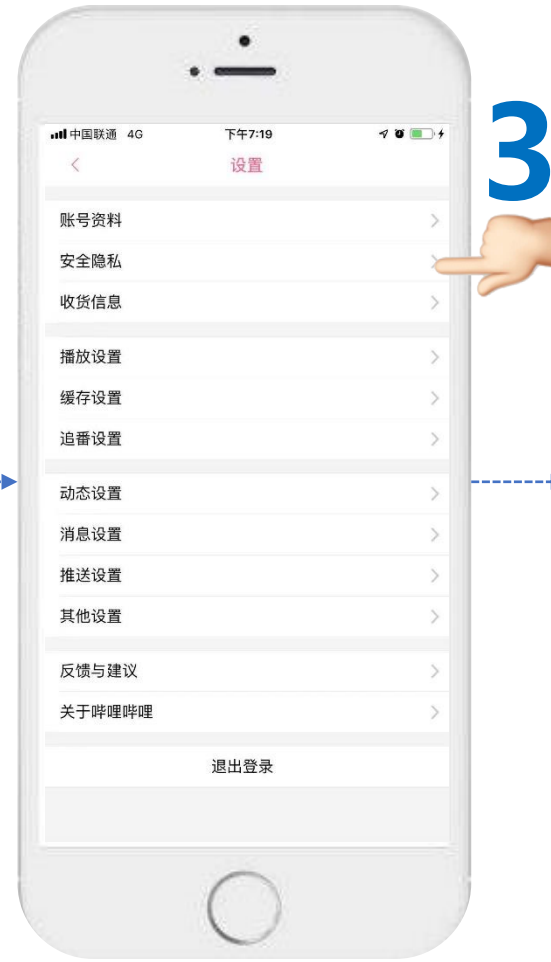 中国联通 4G 下午7:19
3
设置
账号资料
安全隐私
收货信息
播放设置
缓存设置
追番设置
动态设置
消息设置
推送设置
其他设置
反馈与建议
关于哔哩哔哩
退出登录